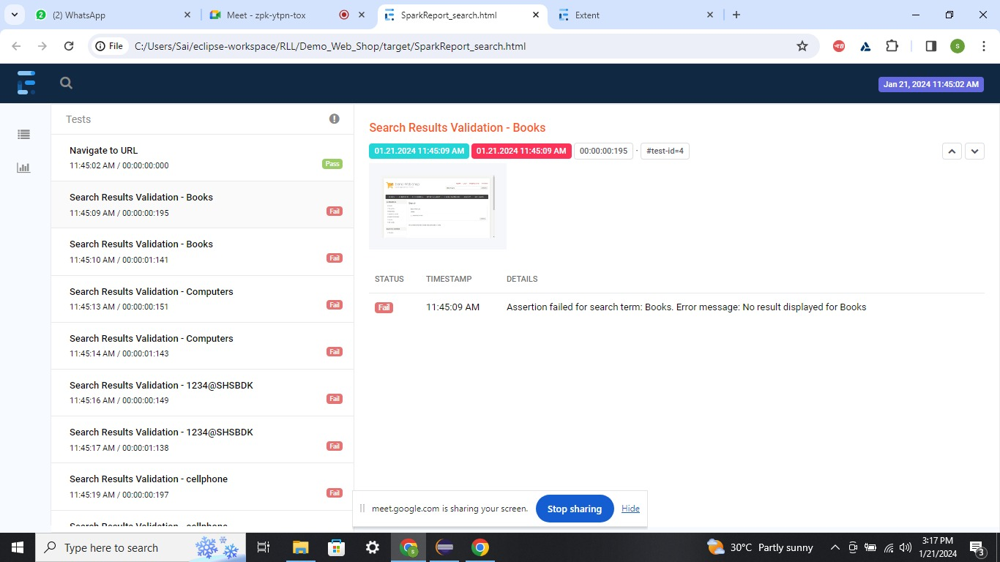 (2) WhatsApp
Meet - zpk-ytpn-tox
SparkReport_search.html
Extent
File
C:/Users/Sai/eclipse-workspace/RLL/Demo_Web_Shop/target/SparkReport_search.html
S
Jan 21, 2024 11:45:02 AM
Tests
Navigate to URL
11:45:02 AM / 00:00:00:000
Pass
Search Results Validation - Books
11:45:09 AM / 00:00:00:195
Fail
Search Results Validation - Books
11:45:10 AM / 00:00:01:141
Fail
Search Results Validation - Computers
11:45:13 AM / 00:00:00:151
Fail
Search Results Validation - Computers
11:45:14 AM / 00:00:01:143
Fail
Search Results Validation - 1234@SHSBDK
11:45:16 AM / 00:00:00:149
Fail
Search Results Validation - 1234@SHSBDK
11:45:17 AM / 00:00:01:138
Fail
Search Results Validation - cellphone
11:45:19 AM / 00:00:00:197
Fail
Search Results Validation - cellphone
Search Results Validation - Books
01.21.2024 11:45:09 AM 01.21.2024 11:45:09 AM 00:00:00:195 · #test-id=4
STATUS TIMESTAMP DETAILS
Fail 11:45:09 AM Assertion failed for search term: Books. Error message: No result displayed for Books
meet.google.com is sharing your screen.
Stop sharing
Hide
Type here to search
30°C Partly sunny
3:17 PM
1/21/2024
3